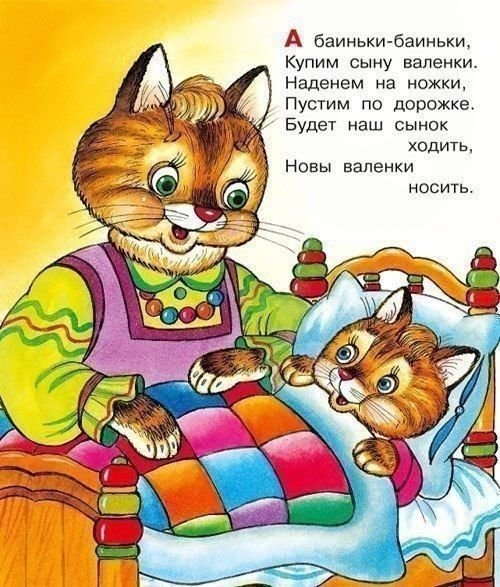 А баиньки-баиньки,
Купим сыну валенки.
Наденем на ножки,
Пустим по дорожке.
Будет наш сынок
ходить,
Новы валенки
носить.